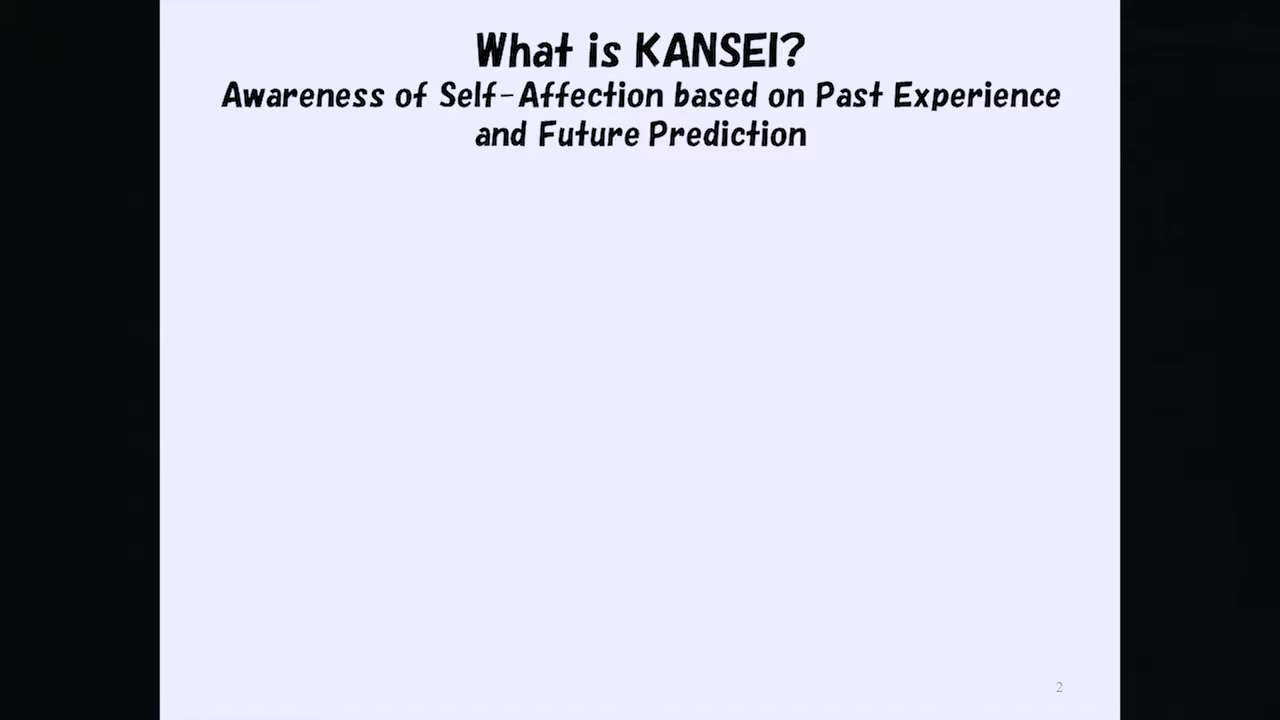 What is KANSEI?
Awareness of Self-Affection based on Past Experience
and Future Prediction
2